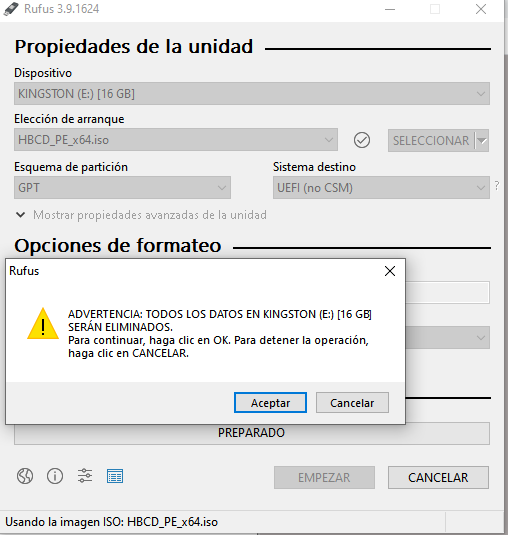 Rufus 3.9.1624
Propiedades de la unidad
Dispositivo
KINGSTON (E:) [16 GB]
Elección de arranque
HBCD_PE_x64.iso
SELECCIONAR
Esquema de partición
Sistema destino
GPT
UEFI (no CSM)
?
Mostrar propiedades avanzadas de la unidad
Opciones de formateo
Rufus
ADVERTENCIA: TODOS LOS DATOS EN KINGSTON (E:) [16 GB]
SERÁN ELIMINADOS.
Para continuar, haga clic en OK. Para detener la operación,
haga clic en CANCELAR.
Aceptar
Cancelar
PREPARADO
EMPEZAR
CANCELAR
Usando la imagen ISO: HBCD_PE_x64.iso